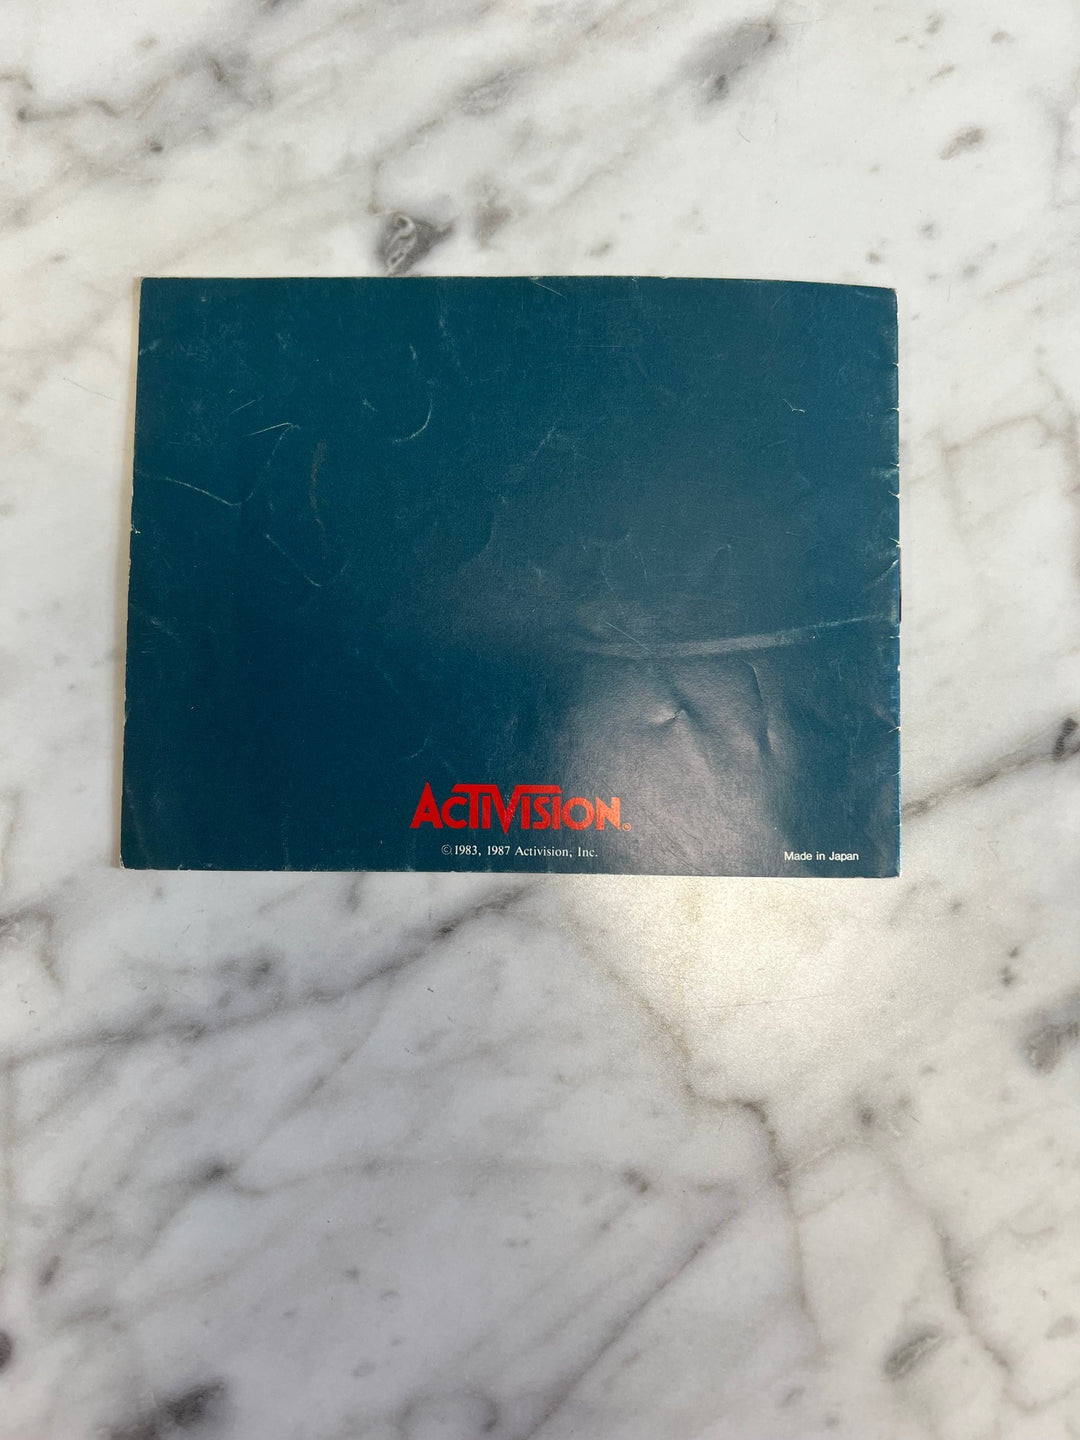 ACTIVISION®
© 1983, 1987 Activision, Inc.
Made in Japan